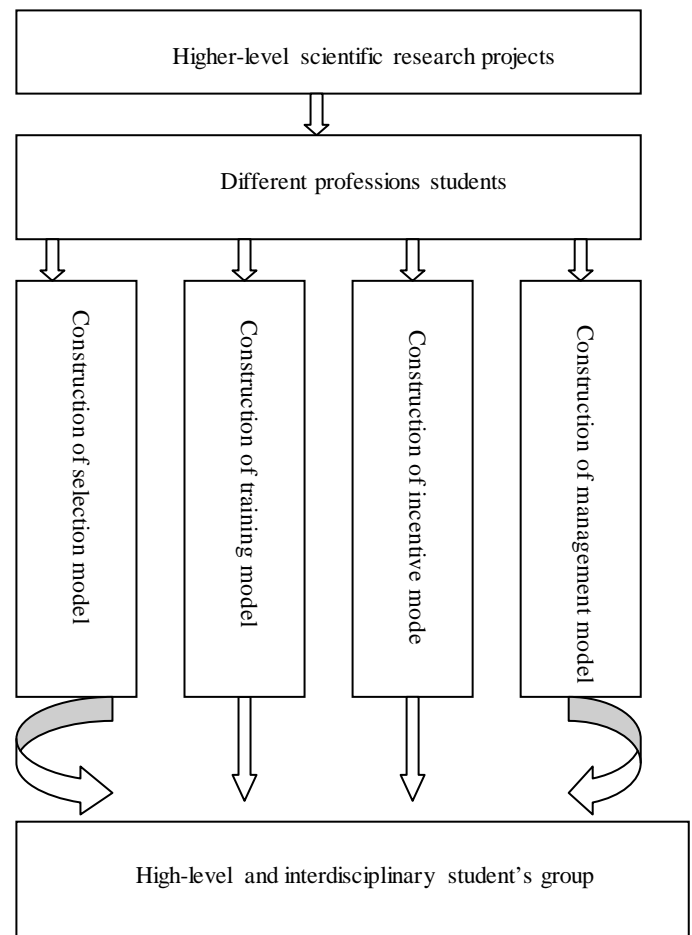 Higher-level scientific research projects
Different professions students
Construction of selection model
Construction of training model
Construction of incentive mode
Construction of management model
High-level and interdisciplinary student’s group